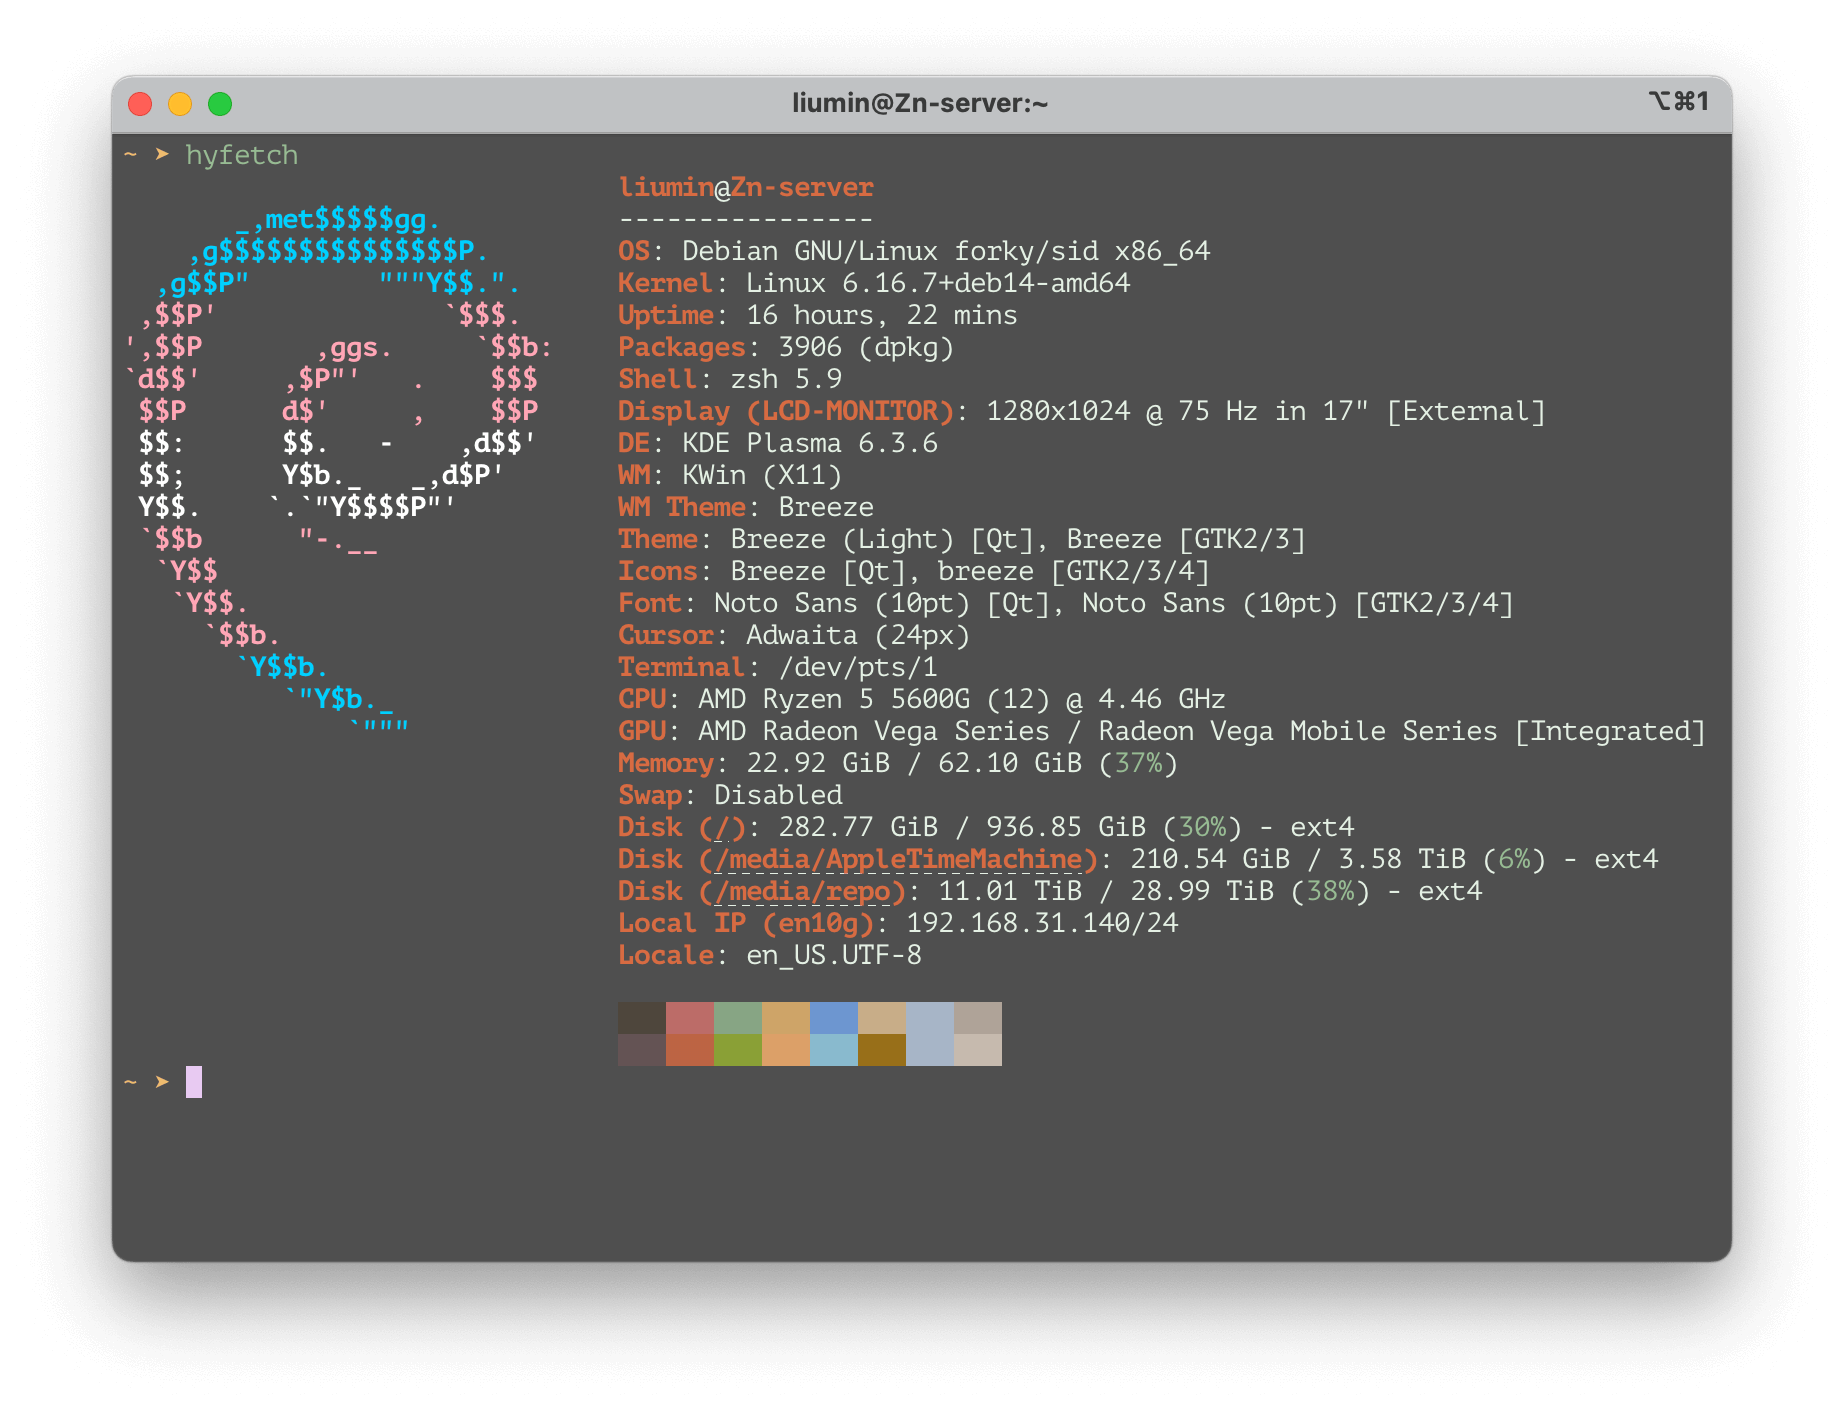 liumin@Zn-server:~
⌥⌘1
~ ➤ hyfetch
         _,met$$$$$gg.
    ,g$$$$$$$$$$$$$$$P.
  ,g$$P"        """Y$$.".
 ,$$P'              `$$$.
',$$P       ,ggs.     `$$b:
`d$$'     ,$P"'   .    $$$
 $$P      d$'     ,    $$P
 $$:      $$.   -    ,d$$'
 $$;      Y$b._   _,d$P'
 Y$$.    `.`"Y$$$$P"'
 `$$b      "-.__
  `Y$$
   `Y$$.
     `$$b.
       `Y$$b.
          `"Y$b._
              `"""
liumin@Zn-server
----------------
OS: Debian GNU/Linux forky/sid x86_64
Kernel: Linux 6.16.7+deb14-amd64
Uptime: 16 hours, 22 mins
Packages: 3906 (dpkg)
Shell: zsh 5.9
Display (LCD-MONITOR): 1280x1024 @ 75 Hz in 17" [External]
DE: KDE Plasma 6.3.6
WM: KWin (X11)
WM Theme: Breeze
Theme: Breeze (Light) [Qt], Breeze [GTK2/3]
Icons: Breeze [Qt], breeze [GTK2/3/4]
Font: Noto Sans (10pt) [Qt], Noto Sans (10pt) [GTK2/3/4]
Cursor: Adwaita (24px)
Terminal: /dev/pts/1
CPU: AMD Ryzen 5 5600G (12) @ 4.46 GHz
GPU: AMD Radeon Vega Series / Radeon Vega Mobile Series [Integrated]
Memory: 22.92 GiB / 62.10 GiB (37%)
Swap: Disabled
Disk (/): 282.77 GiB / 936.85 GiB (30%) - ext4
Disk (/media/AppleTimeMachine): 210.54 GiB / 3.58 TiB (6%) - ext4
Disk (/media/repo): 11.01 TiB / 28.99 TiB (38%) - ext4
Local IP (en10g): 192.168.31.140/24
Locale: en_US.UTF-8
~ ➤